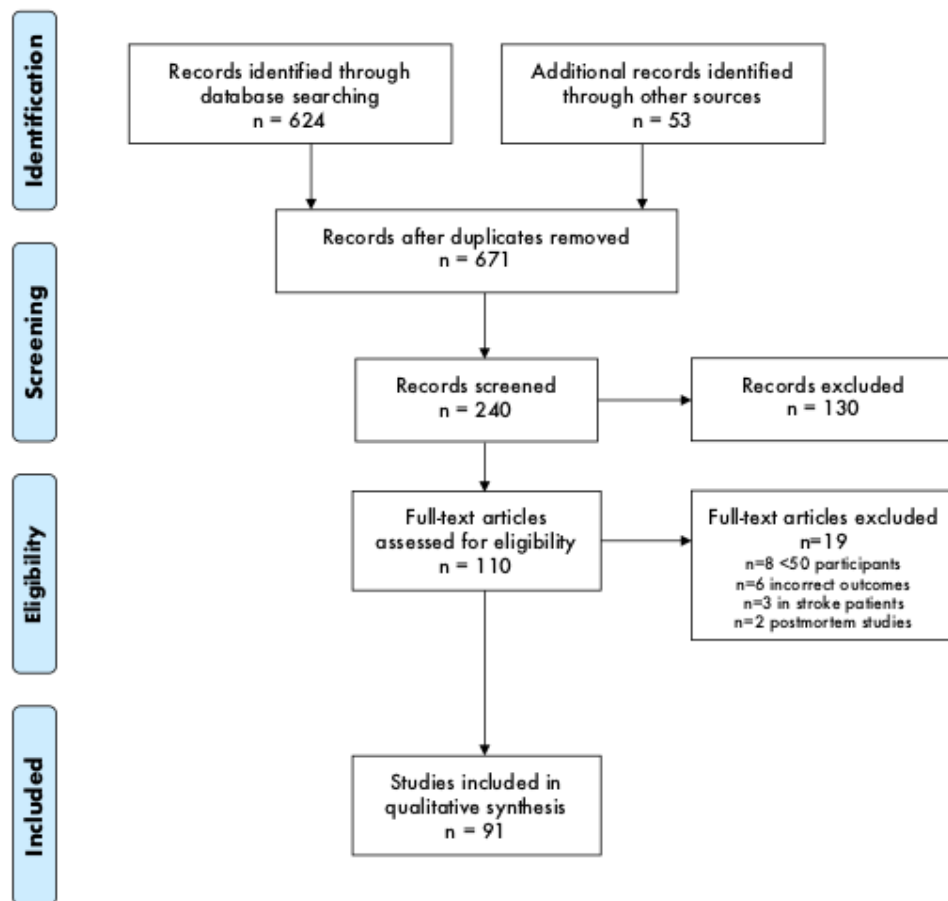 Identification
Records identified through
database searching
n = 624
Additional records identified
through other sources
n = 53
Records after duplicates removed
n = 671
Screening
Records screened
n = 240
Records excluded
n = 130
Eligibility
Full-text articles
assessed for eligibility
n = 110
Full-text articles excluded
n=19
n=8 <50 participants
n=6 incorrect outcomes
n=3 in stroke patients
n=2 postmortem studies
Included
Studies included in
qualitative synthesis
n = 91